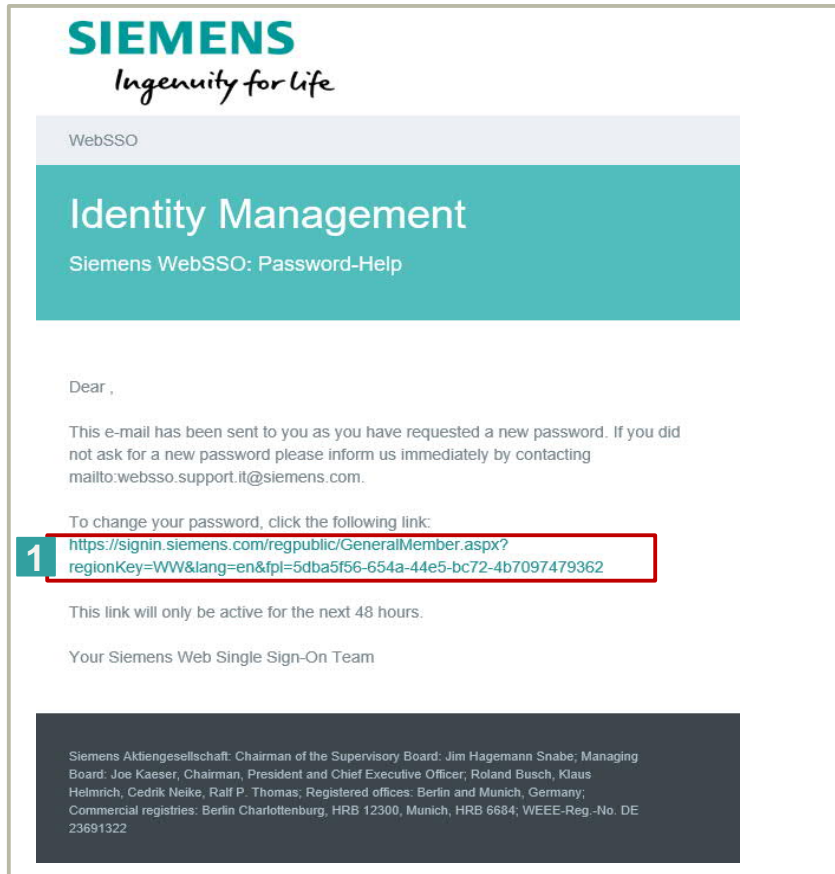 SIEMENS
Ingenuity for life
WebSSO
Identity Management
Siemens WebSSO: Password-Help
Dear ,
This e-mail has been sent to you as you have requested a new password. If you did
not ask for a new password please inform us immediately by contacting
mailto:websso.support.it@siemens.com.
To change your password, click the following link:
1
https://signin.siemens.com/regpublic/GeneralMember.aspx?
regionKey=WW&lang=en&fpl=5dba5f56-654a-44e5-bc72-4b7097479362
This link will only be active for the next 48 hours.
Your Siemens Web Single Sign-On Team
Siemens Aktiengesellschaft: Chairman of the Supervisory Board: Jim Hagemann Snabe; Managing
Board: Joe Kaeser, Chairman, President and Chief Executive Officer; Roland Busch, Klaus
Helmrich, Cedrik Neike, Ralf P. Thomas; Registered offices: Berlin and Munich, Germany;
Commercial registries: Berlin Charlottenburg, HRB 12300, Munich, HRB 6684; WEEE-Reg.-No. DE
23691322